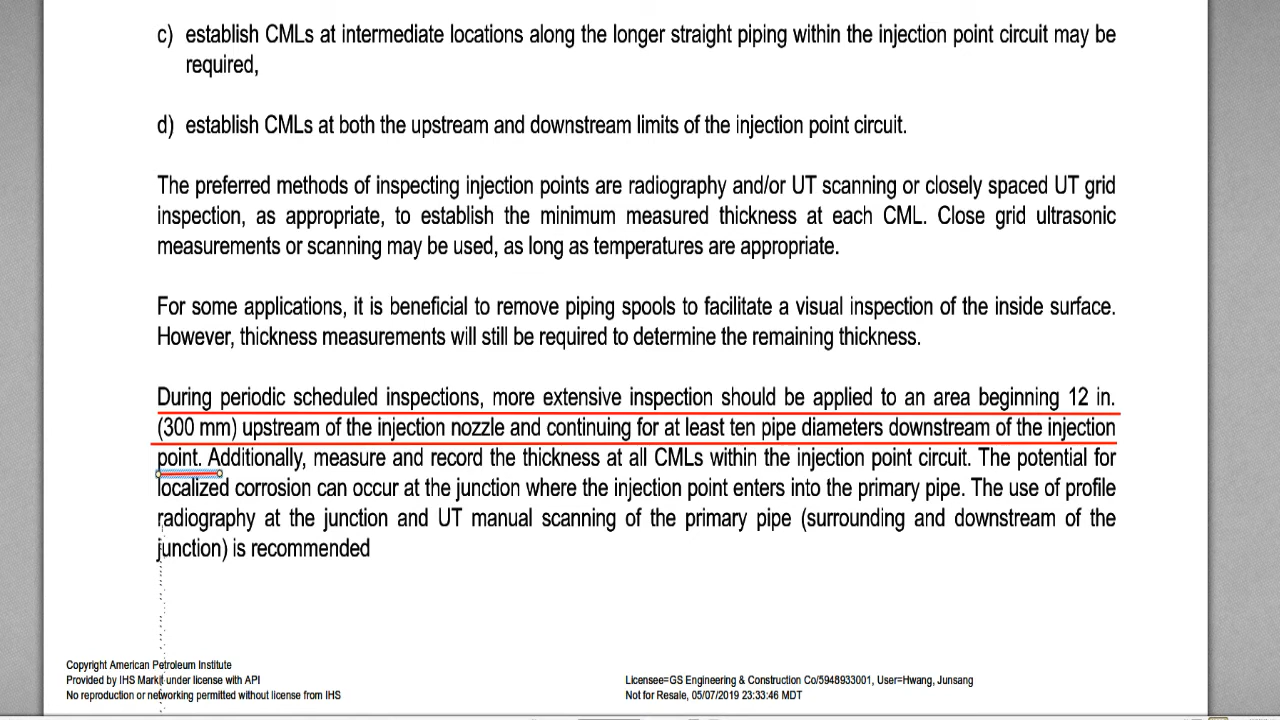 c) establish CMLs at intermediate locations along the longer straight piping within the injection point circuit may be
required,
d) establish CMLs at both the upstream and downstream limits of the injection point circuit.
The preferred methods of inspecting injection points are radiography and/or UT scanning or closely spaced UT grid
inspection, as appropriate, to establish the minimum measured thickness at each CML. Close grid ultrasonic
measurements or scanning may be used, as long as temperatures are appropriate.
For some applications, it is beneficial to remove piping spools to facilitate a visual inspection of the inside surface.
However, thickness measurements will still be required to determine the remaining thickness.
During periodic scheduled inspections, more extensive inspection should be applied to an area beginning 12 in.
(300 mm) upstream of the injection nozzle and continuing for at least ten pipe diameters downstream of the injection
point. Additionally, measure and record the thickness at all CMLs within the injection point circuit. The potential for
localized corrosion can occur at the junction where the injection point enters into the primary pipe. The use of profile
radiography at the junction and UT manual scanning of the primary pipe (surrounding and downstream of the
junction) is recommended
Copyright American Petroleum Institute
Provided by IHS Markit under license with API
No reproduction or networking permitted without license from IHS
Licensee=GS Engineering & Construction Co/5948933001, User=Hwang, Junsang
Not for Resale, 05/07/2019 23:33:46 MDT